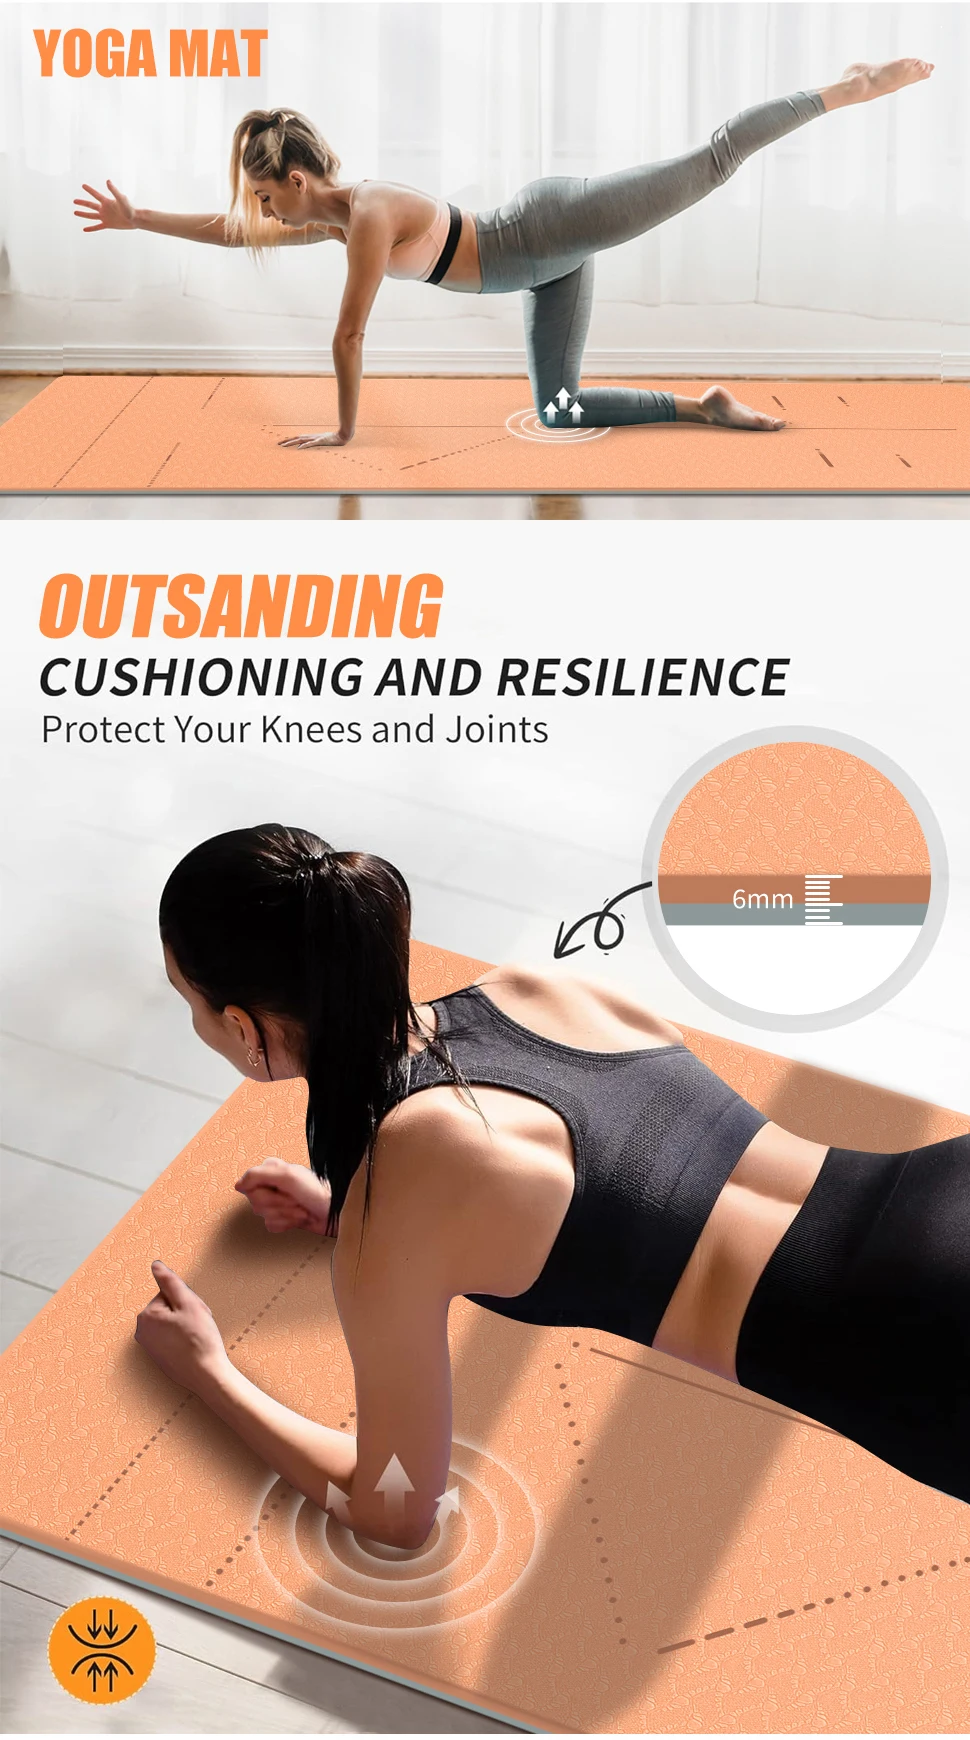 YOGA MAT
OUTSANDING
CUSHIONING AND RESILIENCE
Protect Your Knees and Joints
6mm